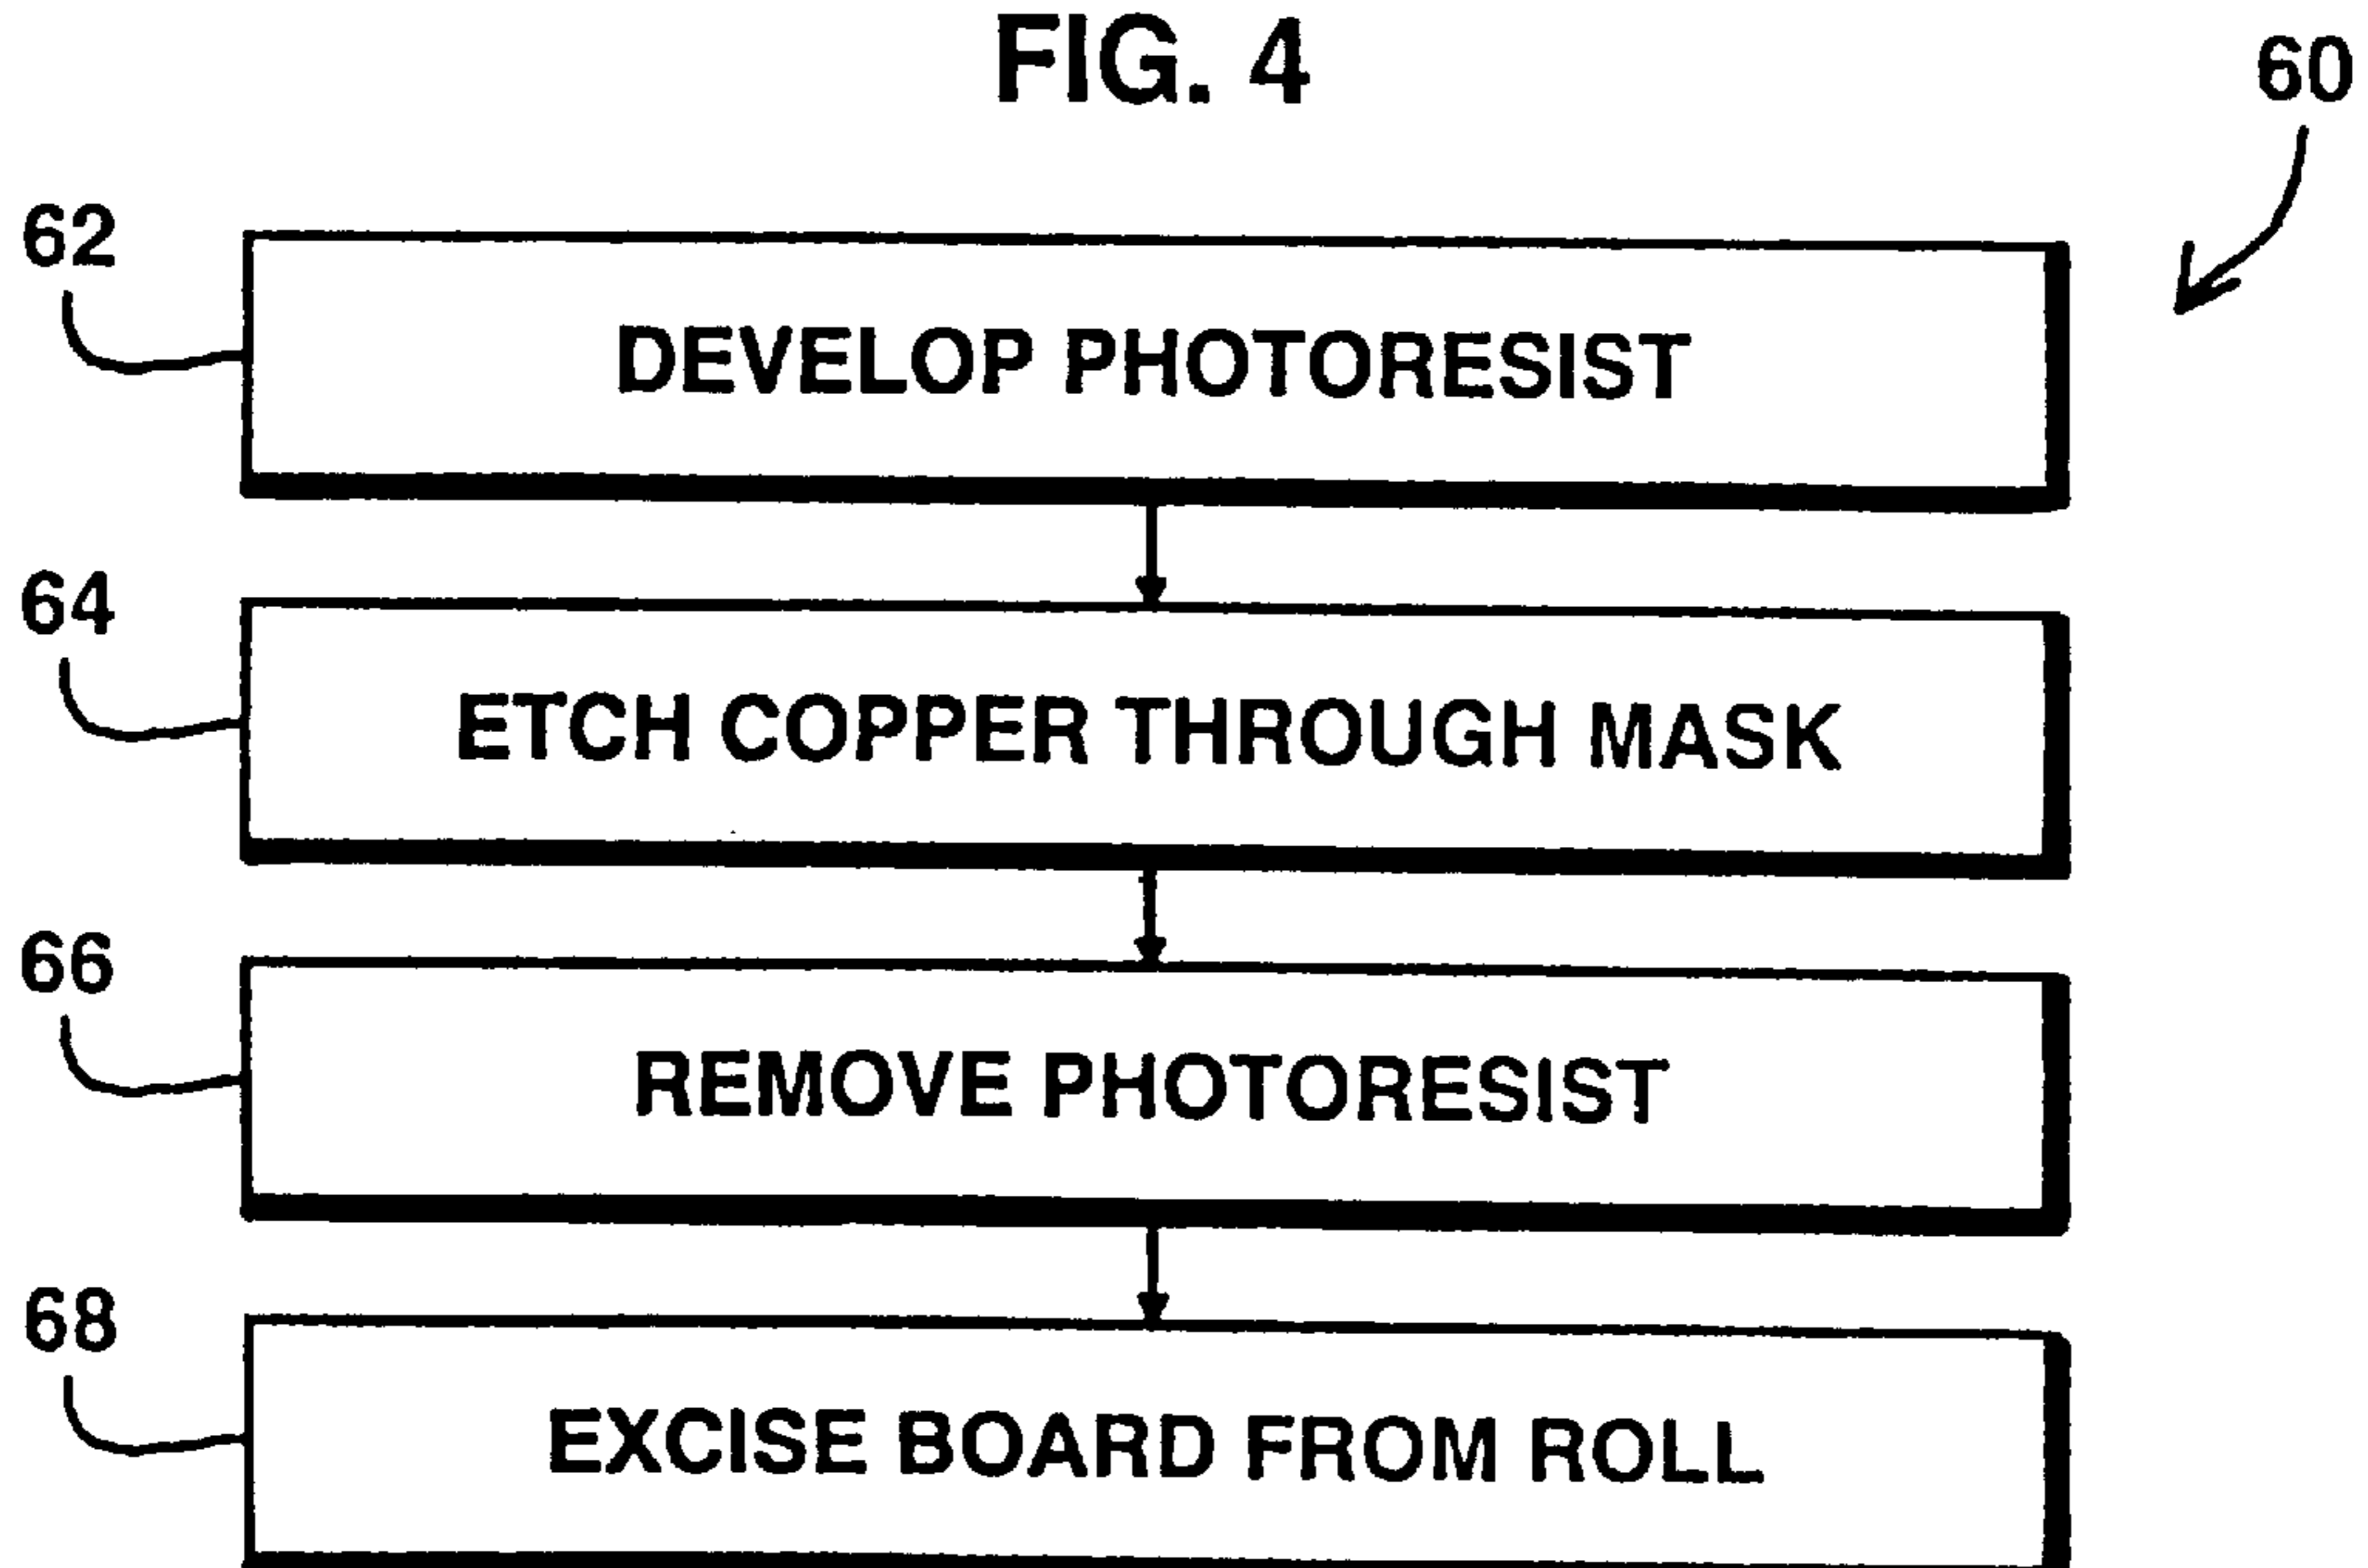 FIG. 4
60
62
DEVELOP PHOTORESIST
64
ETCH COPPER THROUGH MASK
66
REMOVE PHOTORESIST
68
EXCISE BOARD FROM ROLL